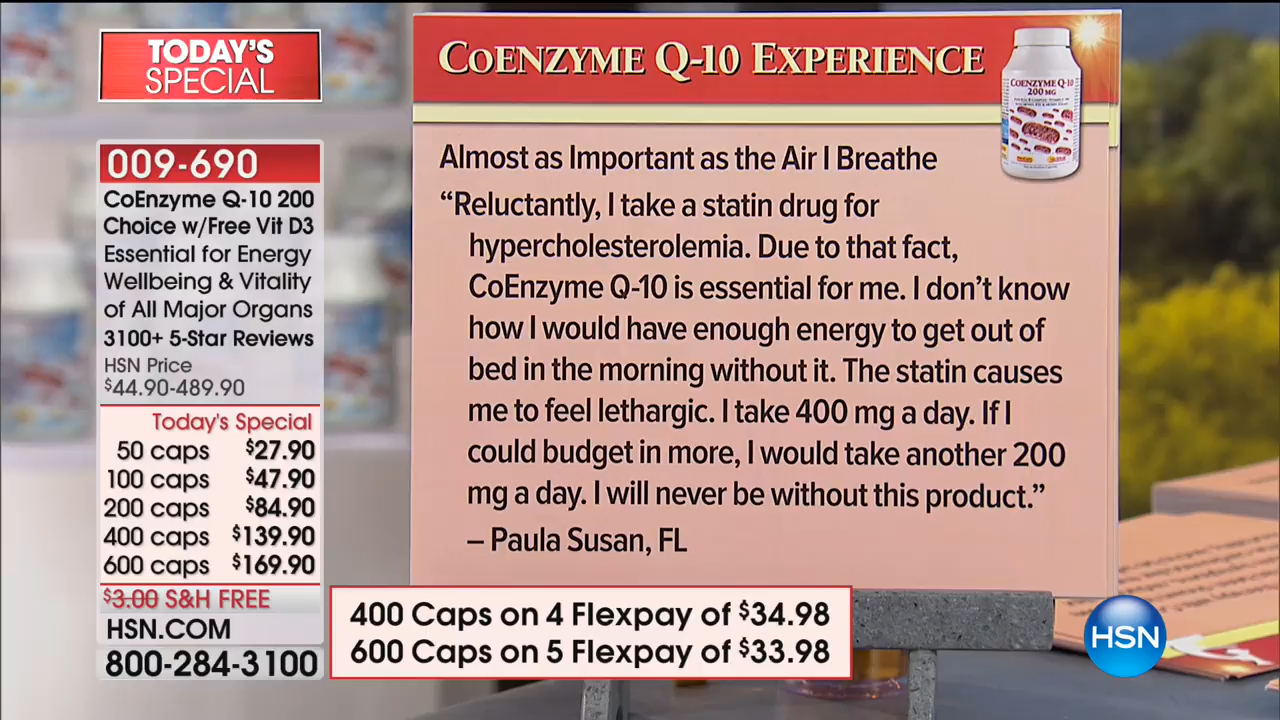 TODAY'S
SPECIAL
009-690
CoEnzyme Q-10 200
Choice w/Free Vit D3
Essential for Energy
Wellbeing & Vitality
of All Major Organs
3100+ 5-Star Reviews
HSN Price
$44.90-489.90
Today's Special
50 caps $27.90
100 caps $47.90
200 caps $84.90
400 caps $139.90
600 caps $169.90
$3.00 S&H FREE
HSN.COM
800-284-3100
COENZYME Q-10 EXPERIENCE
COENZYME Q-10
200 MG
Almost as Important as the Air I Breathe
“Reluctantly, I take a statin drug for
hypercholesterolemia. Due to that fact,
CoEnzyme Q-10 is essential for me. I don’t know
how I would have enough energy to get out of
bed in the morning without it. The statin causes
me to feel lethargic. I take 400 mg a day. If I
could budget in more, I would take another 200
mg a day. I will never be without this product.”
– Paula Susan, FL
400 Caps on 4 Flexpay of $34.98
600 Caps on 5 Flexpay of $33.98
HSN